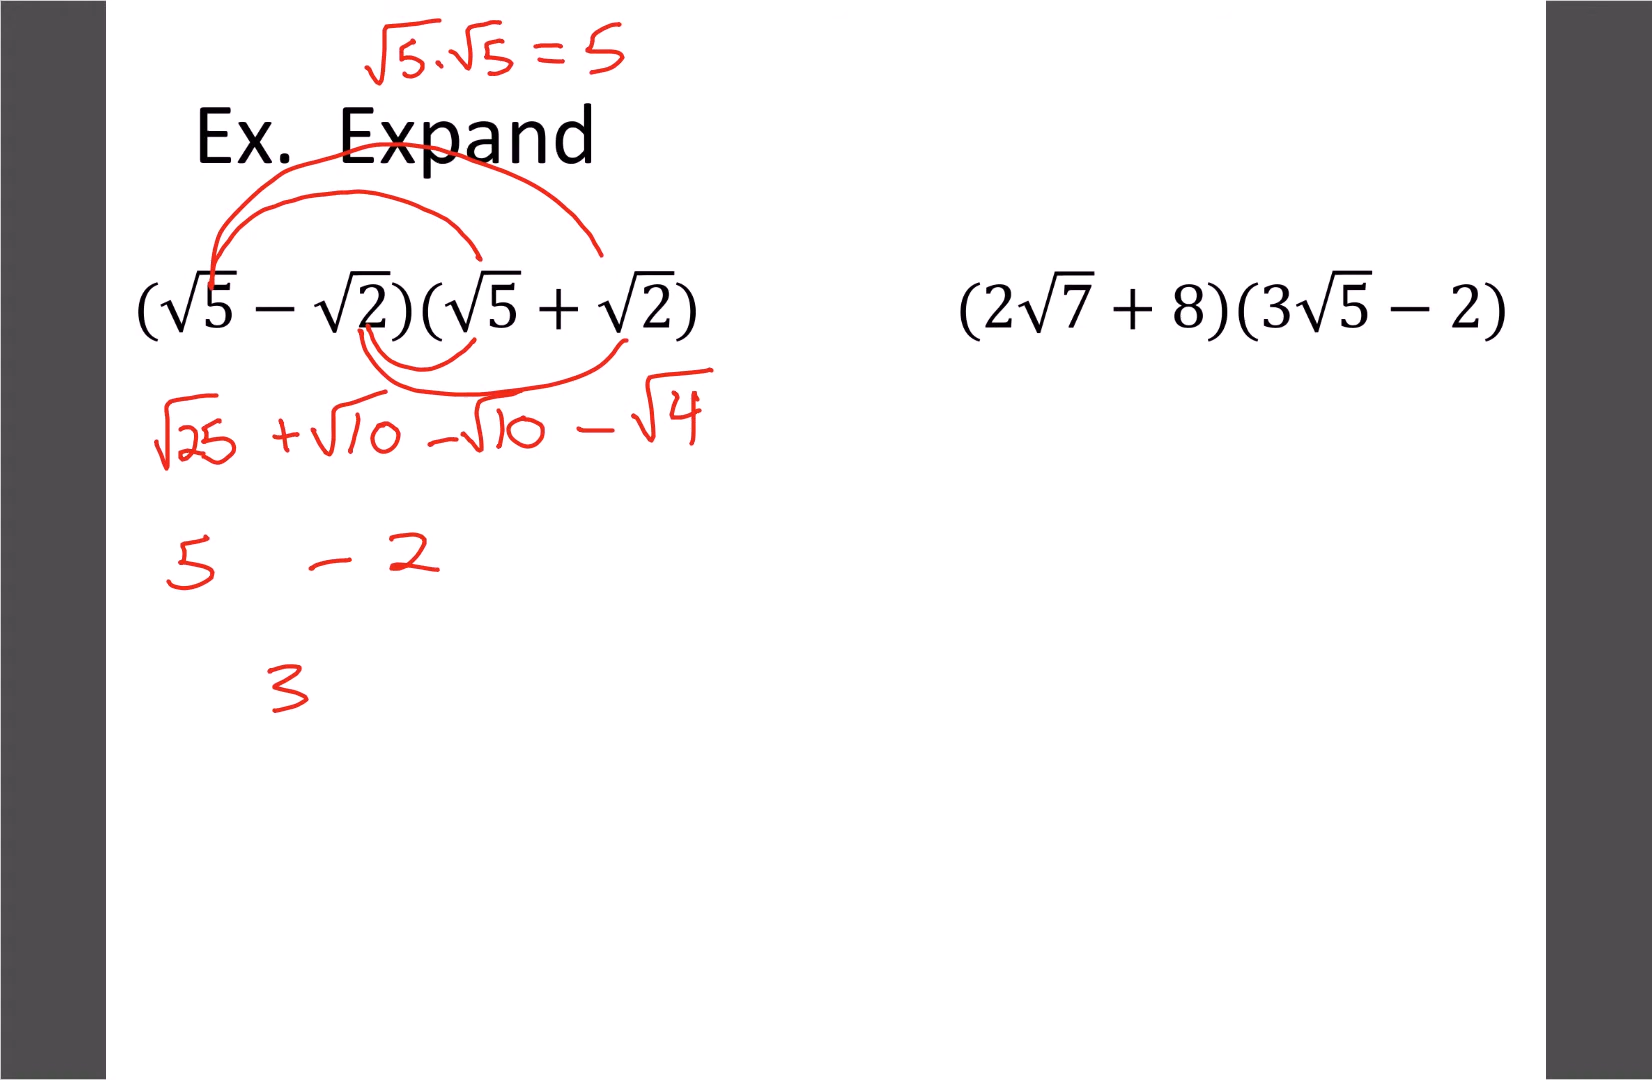 √5·√5 = 5
Ex. Expand
(√5 − √2)(√5 + √2)
√25 + √10 − √10 − √4
5 − 2
3
(2√7 + 8)(3√5 − 2)